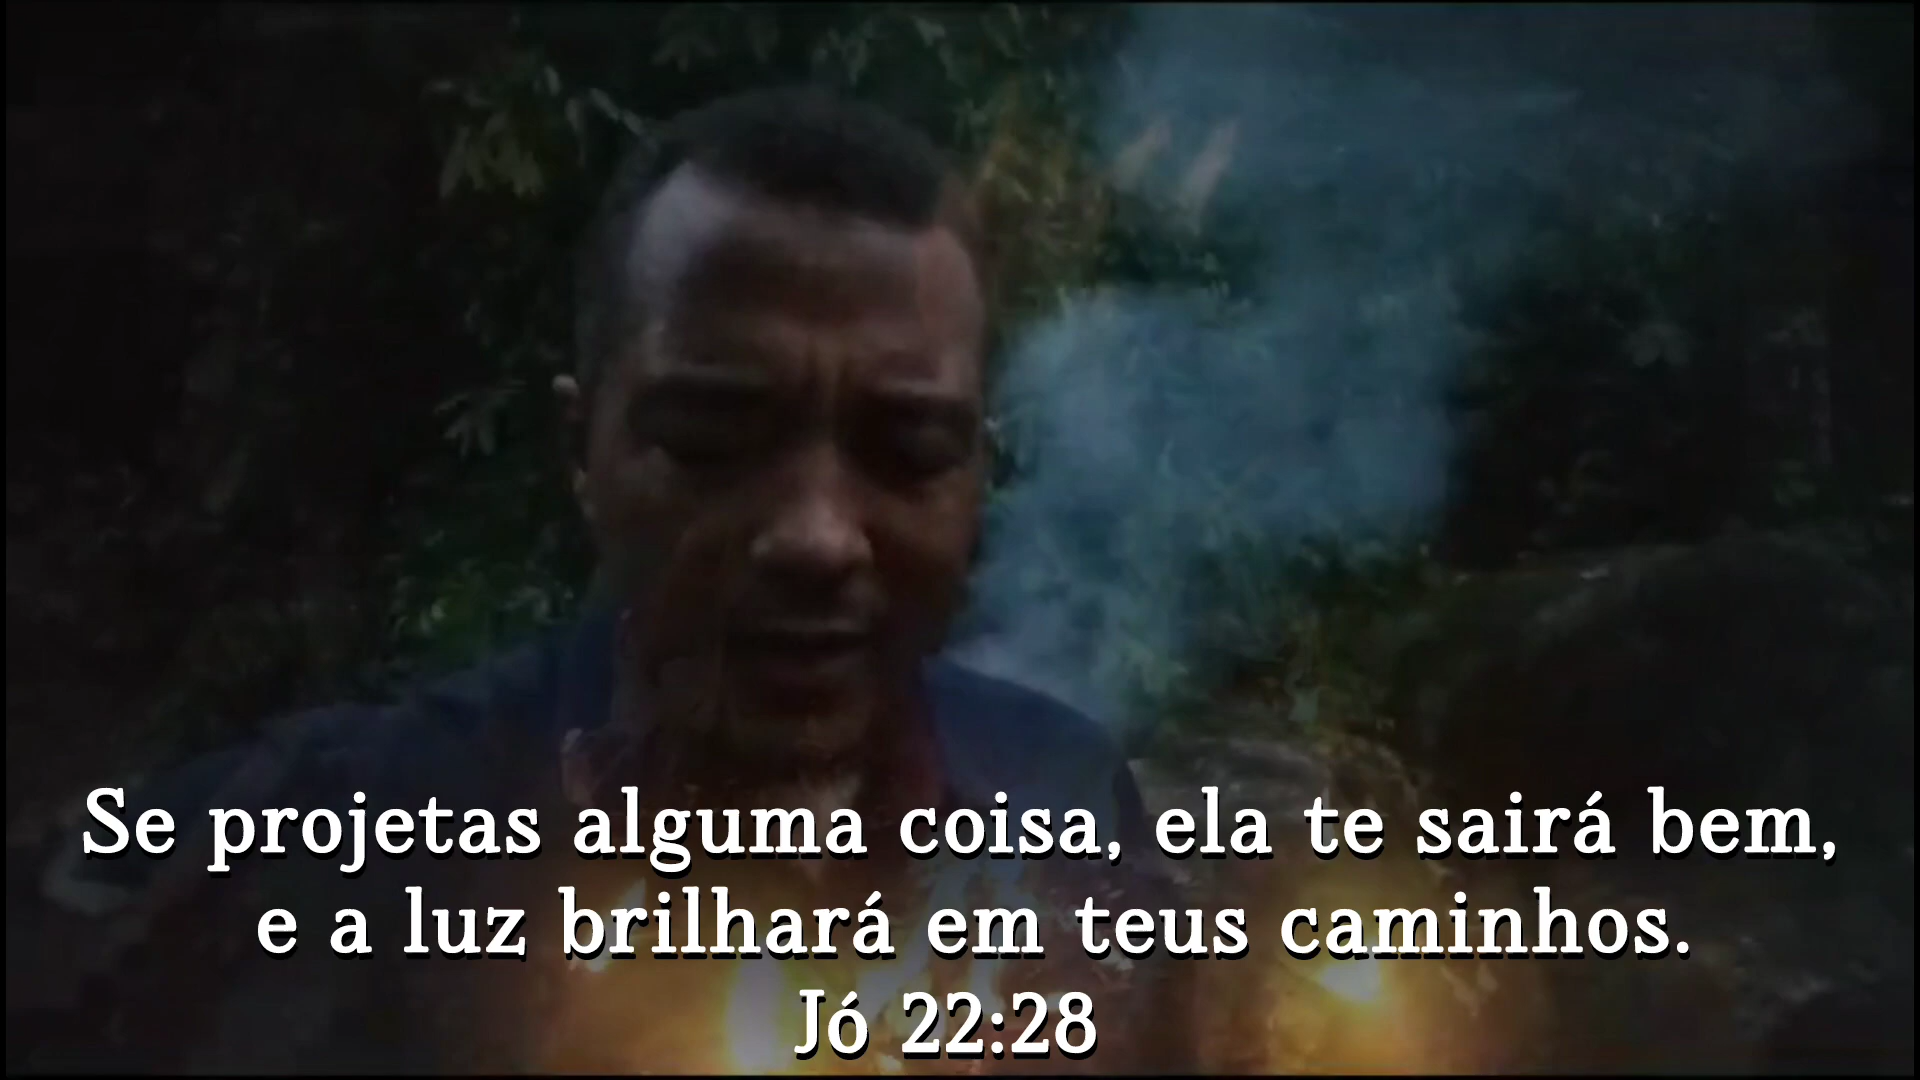 Se projetas alguma coisa, ela te sairá bem,
e a luz brilhará em teus caminhos.
Jó 22:28